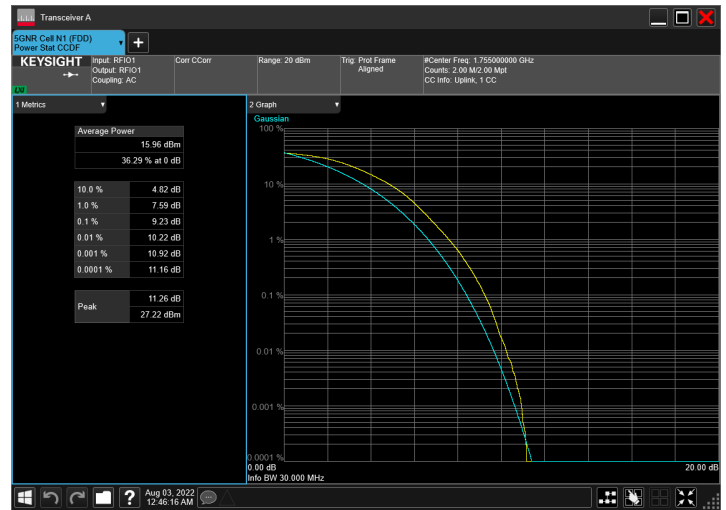 Transceiver A
5GNR Cell N1 (FDD)
Power Stat CCDF
KEYSIGHT
LXI
Input: RFIO1
Output: RFIO1
Coupling: AC
Corr CCorr
Range: 20 dBm
Trig: Prot Frame
Aligned
#Center Freq: 1.755000000 GHz
Counts: 2.00 M/2.00 Mpt
CC Info: Uplink, 1 CC
1 Metrics
Average Power
15.96 dBm
36.29 % at 0 dB
10.0 % 4.82 dB
1.0 % 7.59 dB
0.1 % 9.23 dB
0.01 % 10.22 dB
0.001 % 10.92 dB
0.0001 % 11.16 dB
Peak
11.26 dB
27.22 dBm
2 Graph
Gaussian
100 %
10 %
1 %
0.1 %
0.01 %
0.001 %
0.0001 %
0.00 dB 20.00 dB
Info BW 30.000 MHz
? Aug 03, 2022
12:46:16 AM